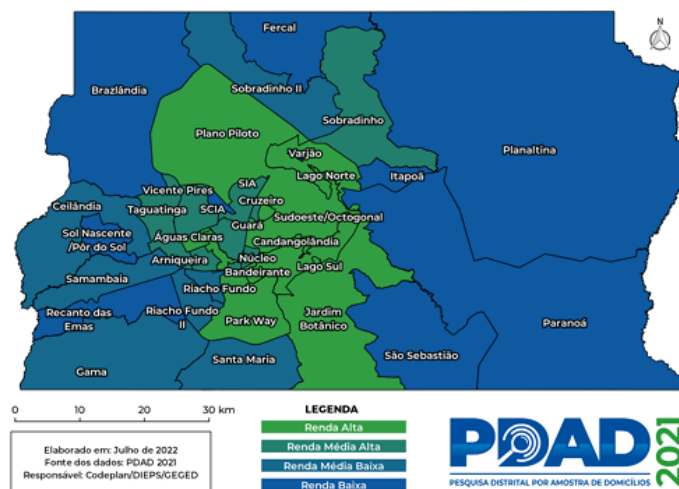 Fercal
Brazlândia
Sobradinho II
Sobradinho
Plano Piloto
Planaltina
Varjão
Itapoã
Lago Norte
SIA
Vicente Pires
Cruzeiro
Ceilândia
Taguatinga
SCIA
Sudoeste/Octogonal
Guará
Sol Nascente
/Pôr do Sol
Águas Claras
Candangolândia
Arniqueira
Núcleo
Bandeirante
Lago Sul
Samambaia
Riacho Fundo
Recanto das
Emas
Riacho Fundo
II
Park Way
Jardim
Botânico
Paranoá
São Sebastião
Santa Maria
Gama
0 10 20 30 km
LEGENDA
Renda Alta
Renda Média Alta
Renda Média Baixa
Renda Baixa
Elaborado em: Julho de 2022
Fonte dos dados: PDAD 2021
Responsável: Codeplan/DIEPS/GEGED
PDAD 2021
PESQUISA DISTRITAL POR AMOSTRA DE DOMICÍLIOS